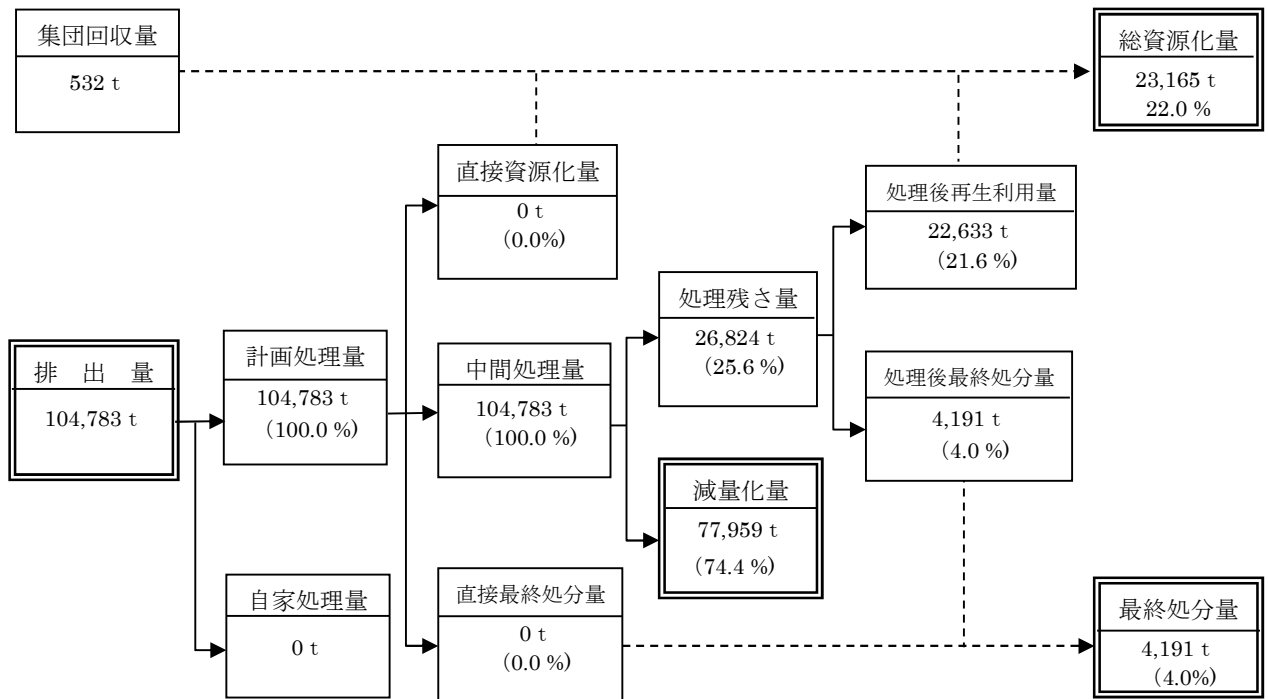 集団回収量
532 t
総資源化量
23,165 t
22.0 %
直接資源化量
0 t
(0.0%)
処理後再生利用量
22,633 t
(21.6 %)
処理残さ量
26,824 t
(25.6 %)
排 出 量
104,783 t
計画処理量
104,783 t
(100.0 %)
中間処理量
104,783 t
(100.0 %)
処理後最終処分量
4,191 t
(4.0 %)
減量化量
77,959 t
(74.4 %)
自家処理量
0 t
直接最終処分量
0 t
(0.0 %)
最終処分量
4,191 t
(4.0%)